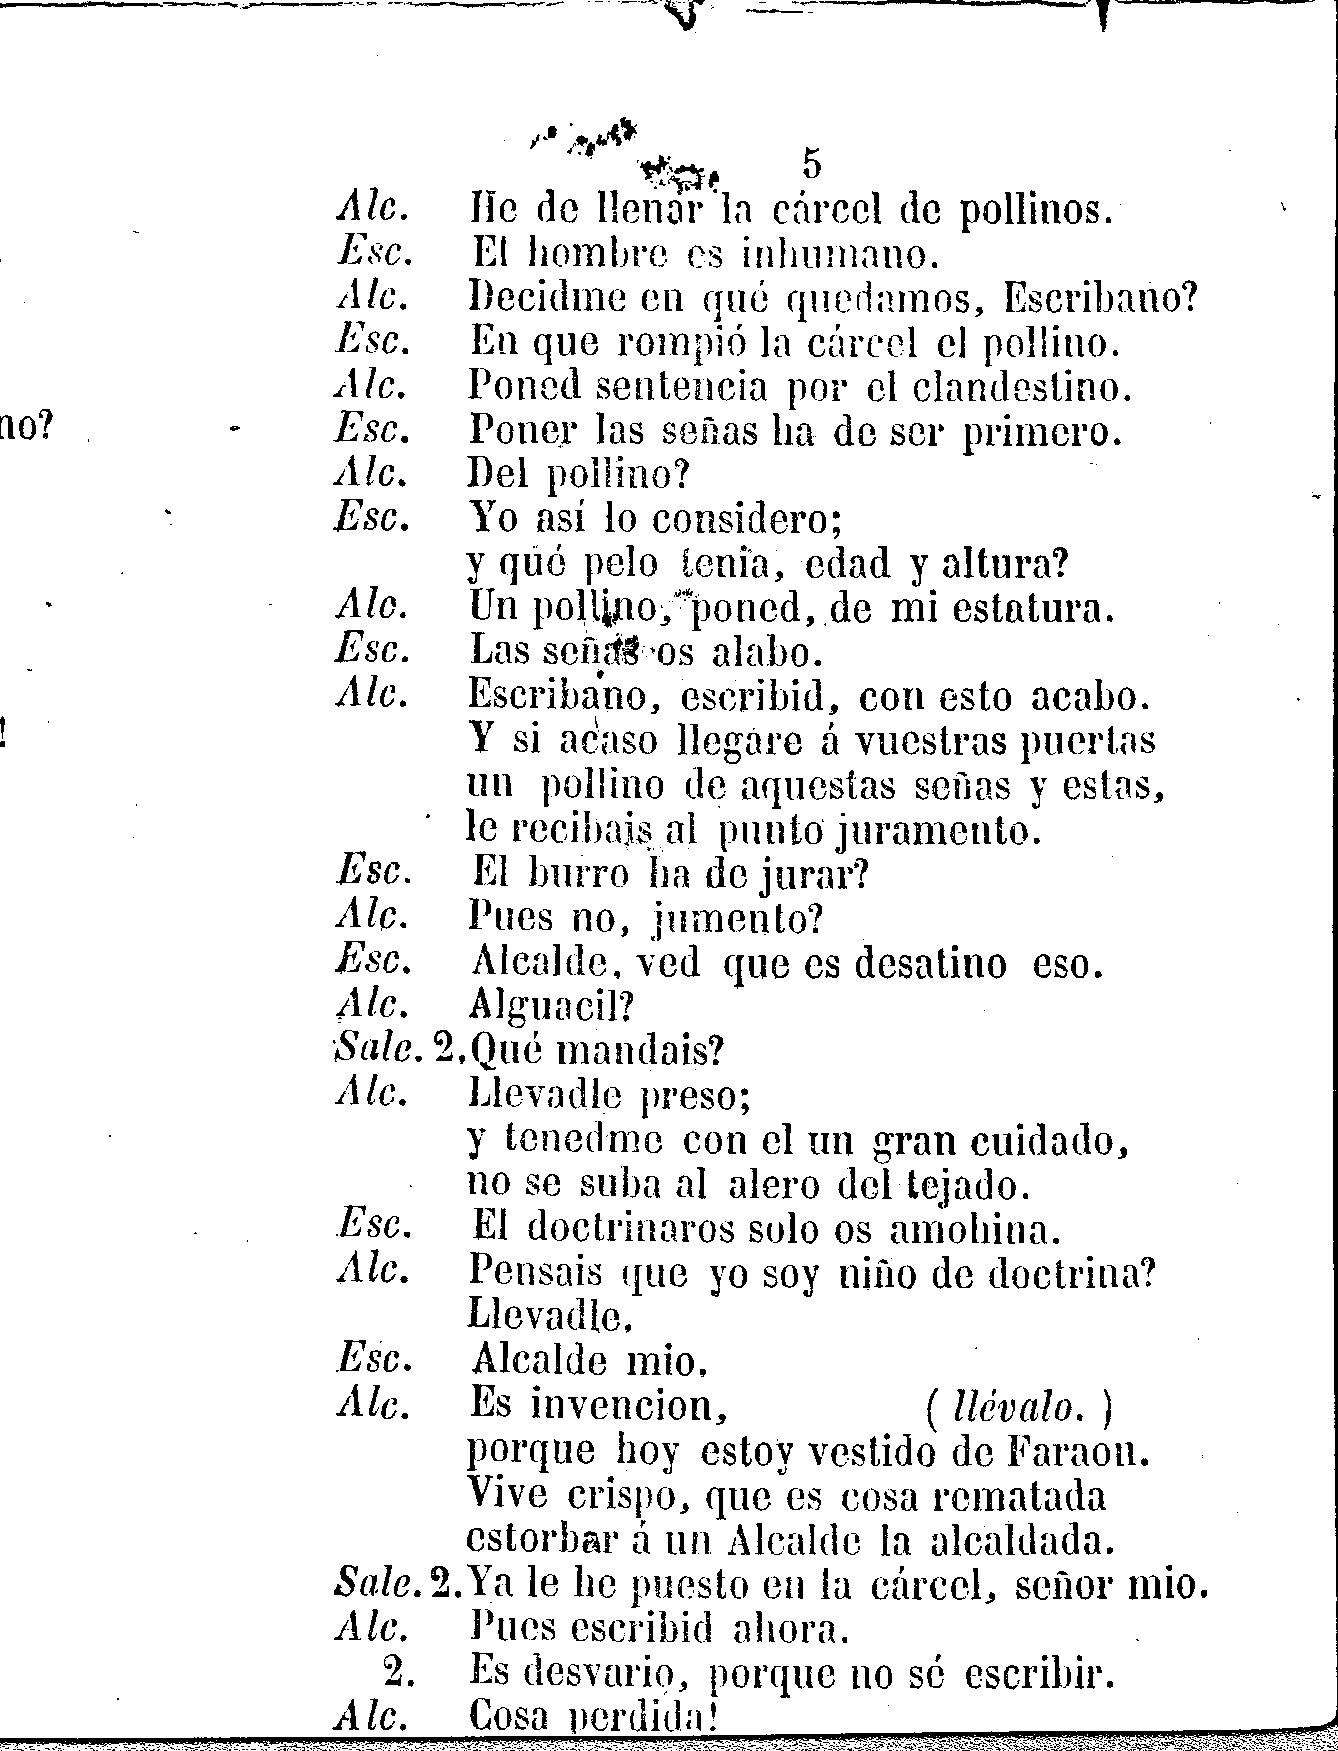 5
Alc. He de llenar la cárcel de pollinos.
Esc. El hombre es inhumano.
Alc. Decidme en qué quedamos, Escribano?
Esc. En que rompió la cárcel el pollino.
Alc. Poned sentencia por el clandestino.
no?
Esc. Poner las señas ha de ser primero.
Alc. Del pollino?
Esc. Yo así lo considero;
y qué pelo tenia, edad y altura?
Alc. Un pollino, poned, de mi estatura.
Esc. Las señas os alabo.
Alc. Escribano, escribid, con esto acabo.
!
Y si acaso llegare á vuestras puertas
un pollino de aquestas señas y estas,
le recibais al punto juramento.
Esc. El burro ha de jurar?
Alc. Pues no, jumento?
Esc. Alcalde, ved que es desatino eso.
Alc. Alguacil?
Sale. 2. Qué mandais?
Alc. Llevadle preso;
y tenedme con el un gran cuidado,
no se suba al alero del tejado.
Esc. El doctrinaros solo os amohina.
Alc. Pensais que yo soy niño de doctrina?
Llevadle.
Esc. Alcalde mio.
Alc. Es invencion, ( llévalo. )
porque hoy estoy vestido de Faraon.
Vive crispo, que es cosa rematada
estorbar á un Alcalde la alcaldada.
Sale. 2. Ya le he puesto en la cárcel, señor mio.
Alc. Pues escribid ahora.
2. Es desvario, porque no sé escribir.
Alc. Cosa perdida!